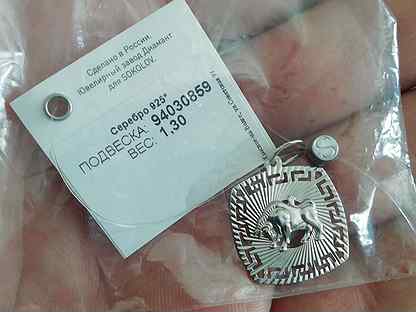 Сделано в России.
Ювелирный завод Диамант
для SOKOLOV.
Серебро 925*
ПОДВЕСКА: 94030859
ВЕС: 1.30